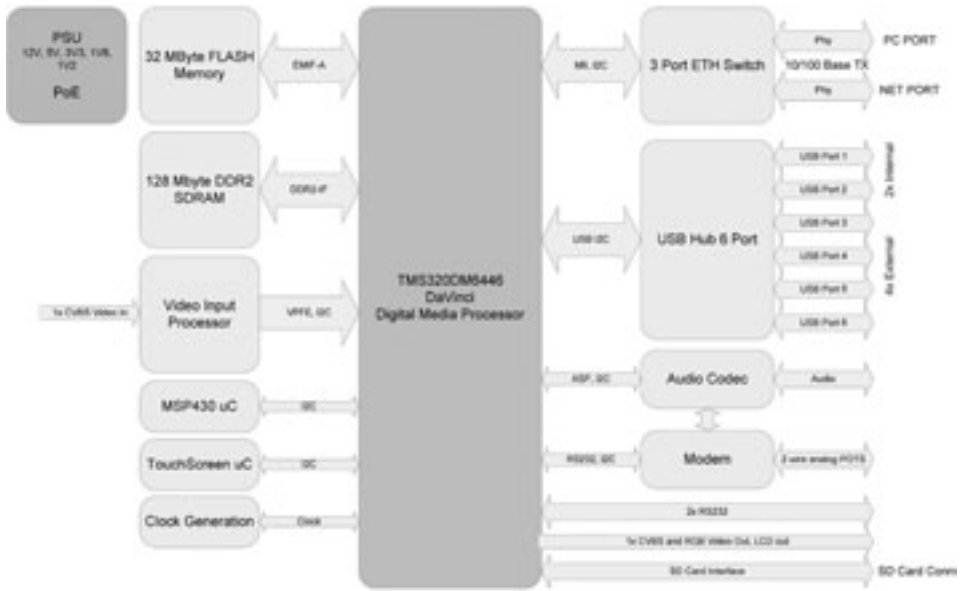 PSU
12V, 5V, 3V3, 1V8,
1V2
PoE
32 MByte FLASH
Memory
EMIF-A
128 Mbyte DDR2
SDRAM
DDR2-IF
1x CVBS Video In
Video Input
Processor
VPFE, I2C
MSP430 uC
I2C
TouchScreen uC
I2C
Clock Generation
Clock
TMS320DM6446
DaVinci
Digital Media Processor
MII, I2C
3 Port ETH Switch
Phy
PC PORT
10/100 Base TX
Phy
NET PORT
USB I2C
USB Hub 6 Port
USB Port 1
USB Port 2
USB Port 3
USB Port 4
USB Port 5
USB Port 6
2x Internal
4x External
ASP, I2C
Audio Codec
Audio
RS232, I2C
Modem
2 wire analog POTS
2x RS232
1x CVBS and RGB Video Out, LCD out
SD Card Interface
SD Card Conn